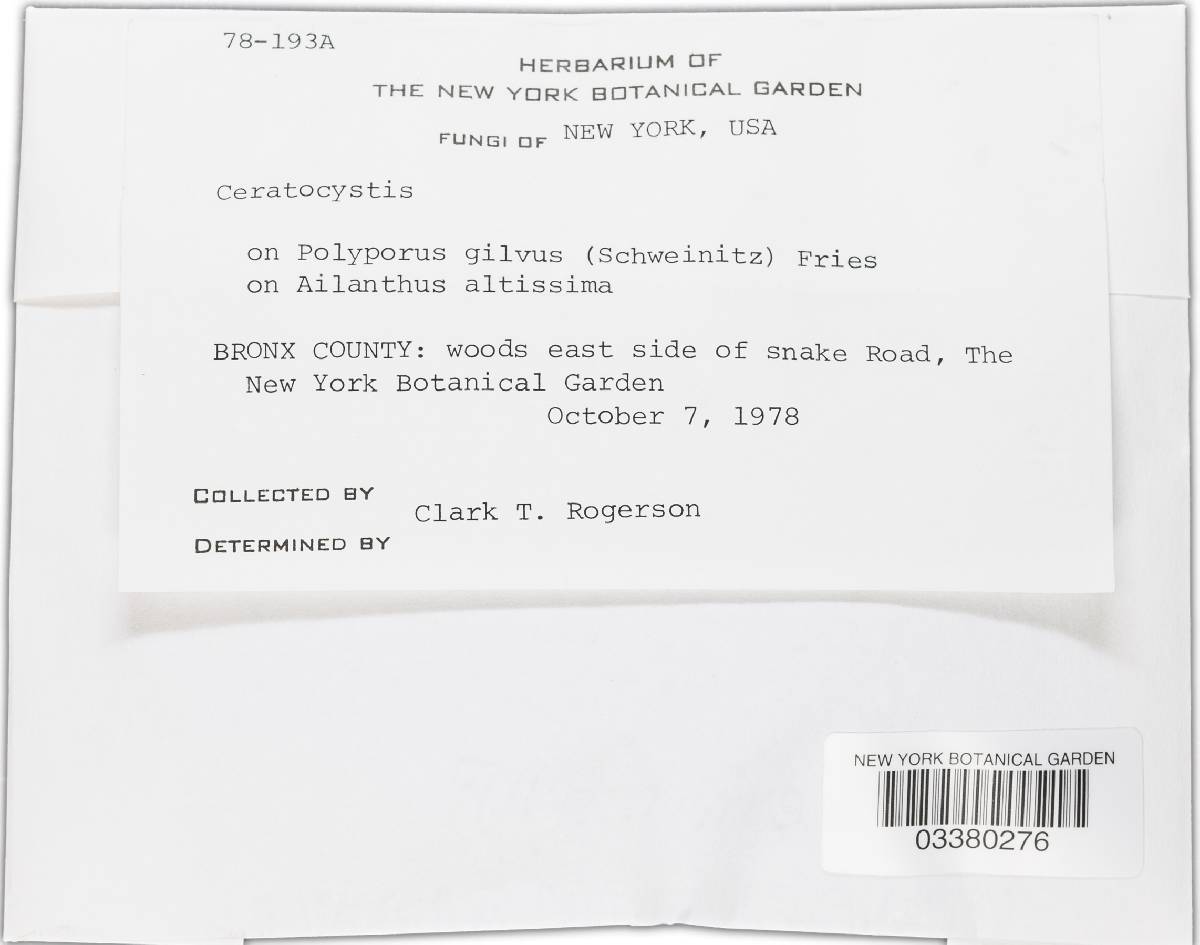 78-193A
HERBARIUM OF
THE NEW YORK BOTANICAL GARDEN
FUNGI OF NEW YORK, USA
Ceratocystis
on Polyporus gilvus (Schweinitz) Fries
on Ailanthus altissima
BRONX COUNTY: woods east side of snake Road, The
New York Botanical Garden
October 7, 1978
COLLECTED BY Clark T. Rogerson
DETERMINED BY
NEW YORK BOTANICAL GARDEN
03380276